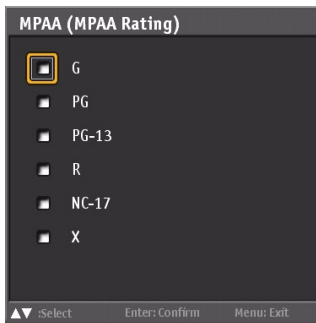 MPAA (MPAA Rating)
G
PG
PG-13
R
NC-17
X
▲▼ :Select Enter: Confirm Menu: Exit